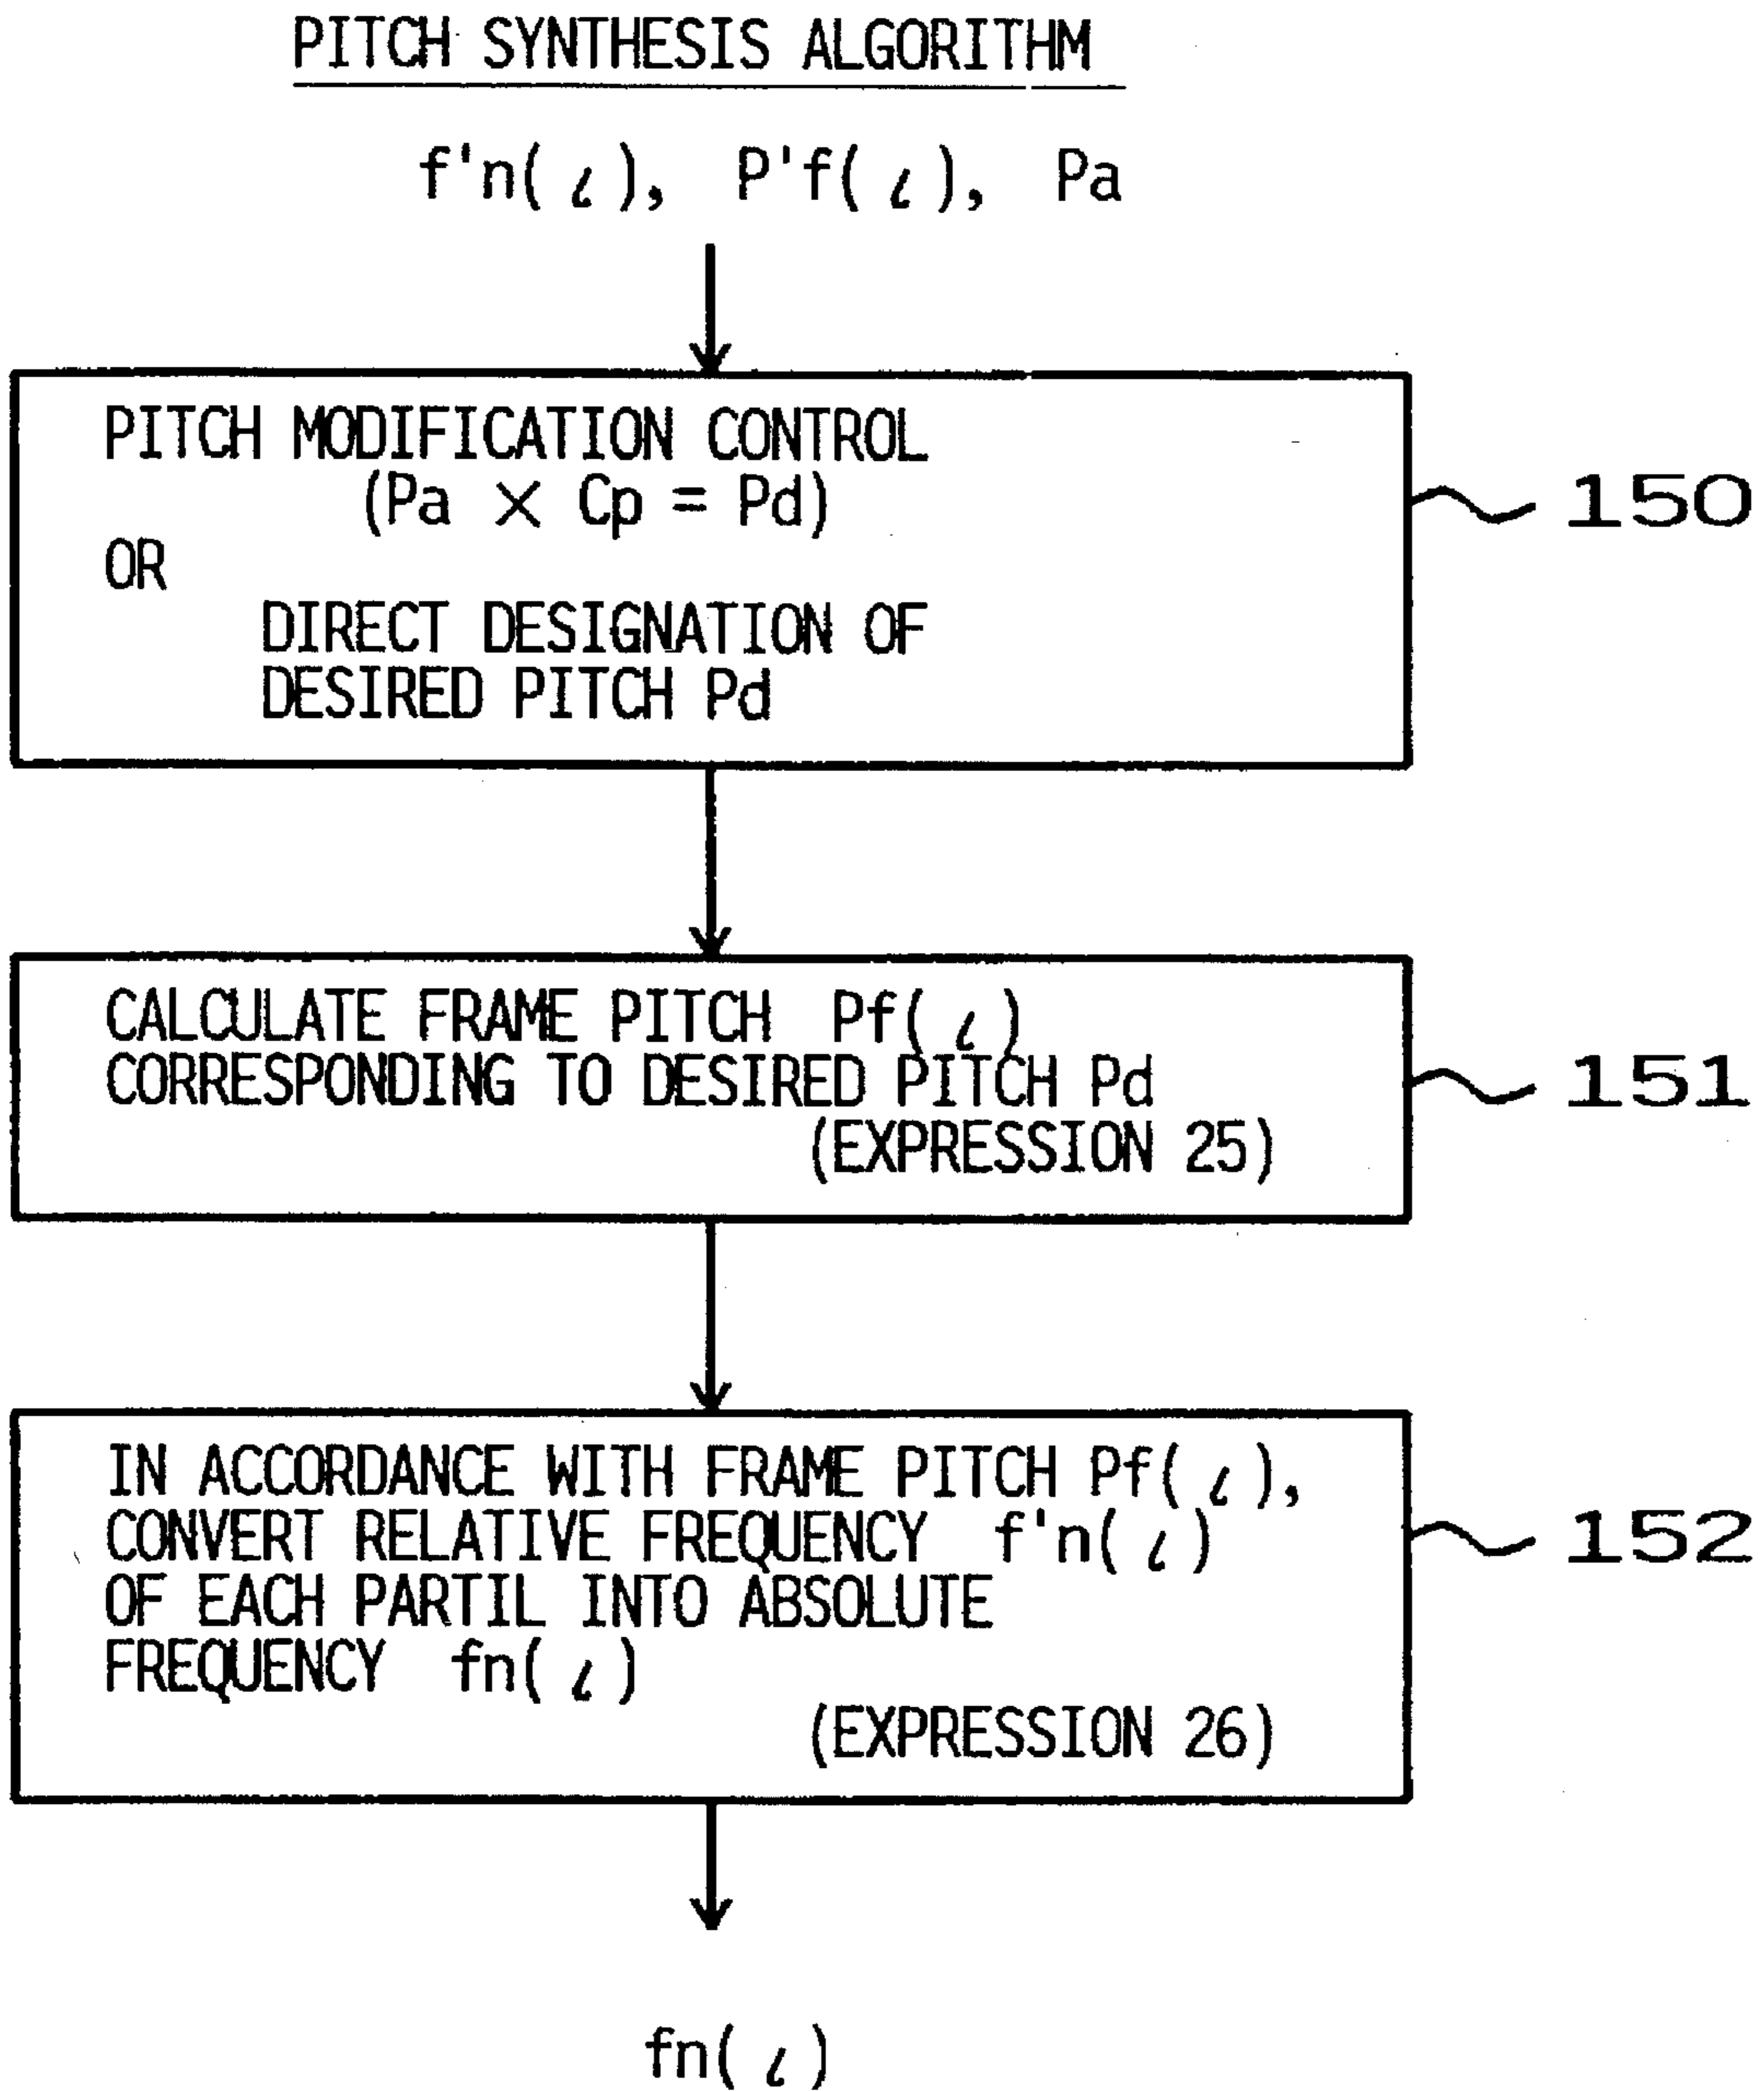 PITCH SYNTHESIS ALGORITHM
f'n(ℓ), P'f(ℓ), Pa
PITCH MODIFICATION CONTROL
(Pa × Cp = Pd)
OR
DIRECT DESIGNATION OF
DESIRED PITCH Pd
150
CALCULATE FRAME PITCH Pf(ℓ)
CORRESPONDING TO DESIRED PITCH Pd
(EXPRESSION 25)
151
IN ACCORDANCE WITH FRAME PITCH Pf(ℓ),
CONVERT RELATIVE FREQUENCY f'n(ℓ)
OF EACH PARTIL INTO ABSOLUTE
FREQUENCY fn(ℓ)
(EXPRESSION 26)
152
fn(ℓ)